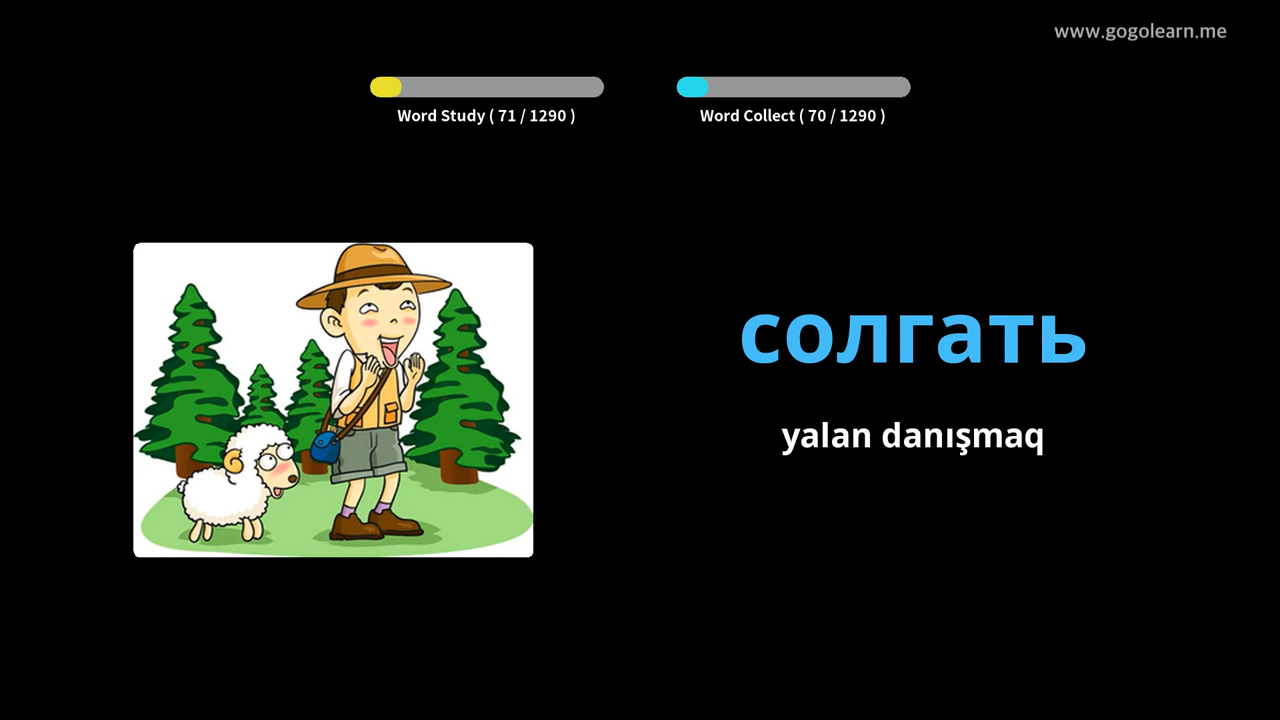 www.gogolearn.me
Word Study ( 71 / 1290 )
Word Collect ( 70 / 1290 )
солгать
yalan danışmaq